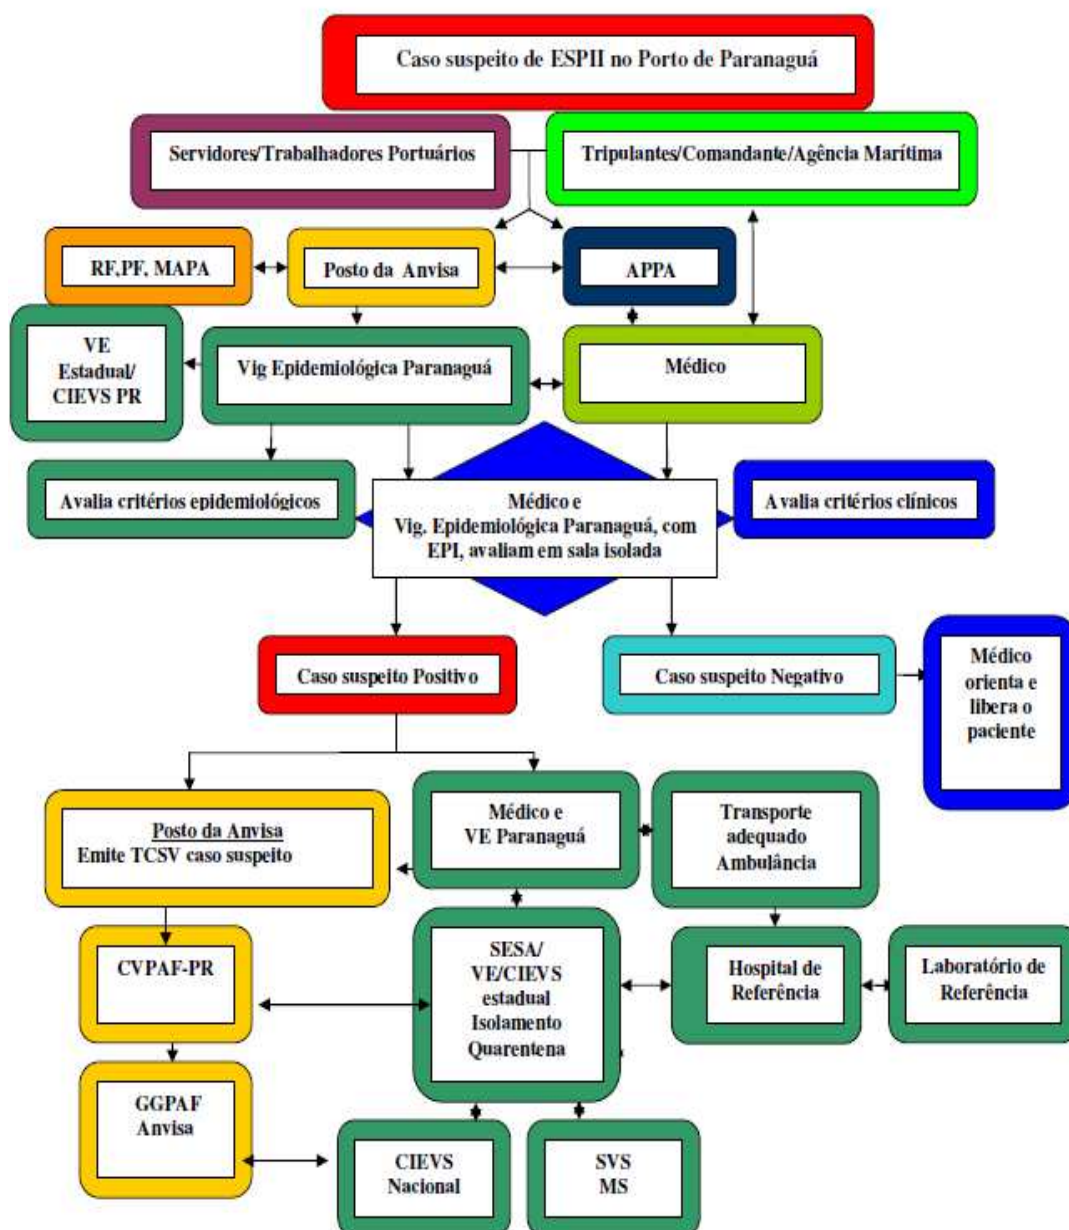 Caso suspeito de ESPII no Porto de Paranaguá
Servidores/Trabalhadores Portuários
Tripulantes/Comandante/Agência Marítima
RF,PF, MAPA
Posto da Anvisa
APPA
VE
Estadual/
CIEVS PR
Vig Epidemiológica Paranaguá
Médico
Avalia critérios epidemiológicos
Médico e
Vig. Epidemiológica Paranaguá, com
EPI, avaliam em sala isolada
Avalia critérios clínicos
Caso suspeito Positivo
Caso suspeito Negativo
Médico
orienta e
libera o
paciente
Posto da Anvisa
Emite TCSV caso suspeito
Médico e
VE Paranaguá
Transporte
adequado
Ambulância
CVPAF-PR
SESA/
VE/CIEVS
estadual
Isolamento
Quarentena
Hospital de
Referência
Laboratório de
Referência
GGPAF
Anvisa
CIEVS
Nacional
SVS
MS